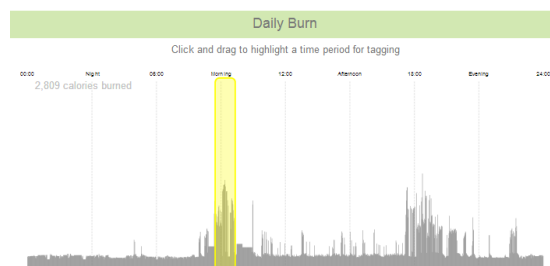 Daily Burn
Click and drag to highlight a time period for tagging
00:00 Night 06:00 Morning 12:00 Afternoon 18:00 Evening 24:00
2,809 calories burned